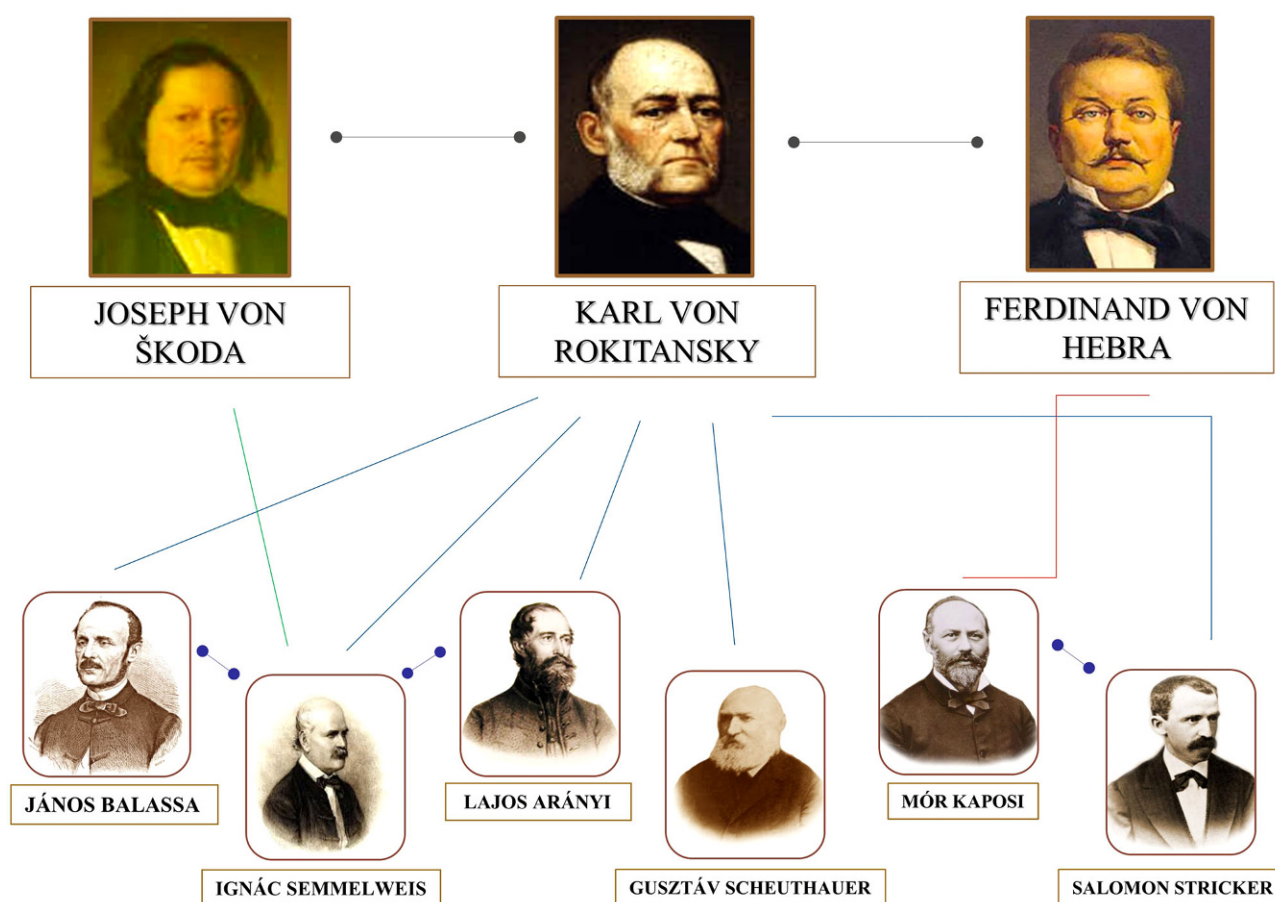 JOSEPH VON
ŠKODA
KARL VON
ROKITANSKY
FERDINAND VON
HEBRA
JÁNOS BALASSA
LAJOS ARÁNYI
MÓR KAPOSI
IGNÁC SEMMELWEIS
GUSZTÁV SCHEUTHAUER
SALOMON STRICKER